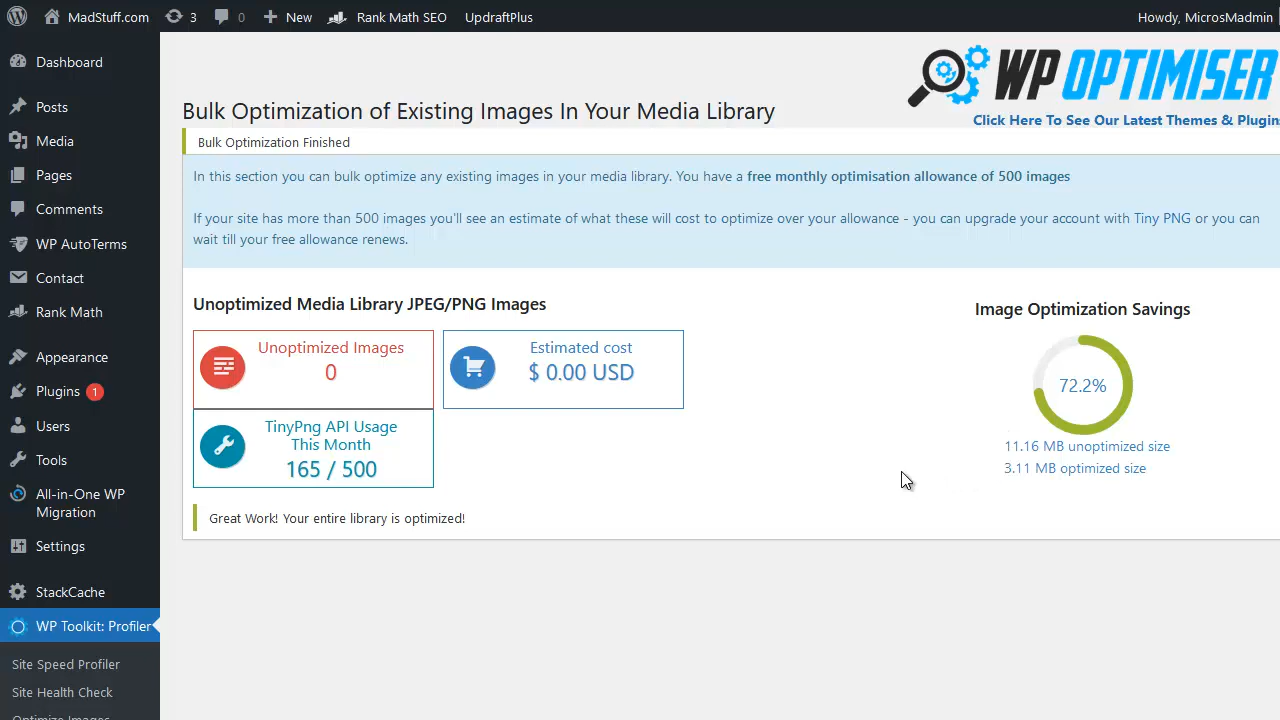 MadStuff.com 3 0 New Rank Math SEO UpdraftPlus Howdy, MicrosMadmin
Dashboard
Posts
Media
Pages
Comments
WP AutoTerms
Contact
Rank Math
Appearance
Plugins 1
Users
Tools
All-in-One WP
Migration
Settings
StackCache
WP Toolkit: Profiler
Site Speed Profiler
Site Health Check
Optimize Images
WP OPTIMISER
Click Here To See Our Latest Themes & Plugins
Bulk Optimization of Existing Images In Your Media Library
Bulk Optimization Finished
In this section you can bulk optimize any existing images in your media library. You have a free monthly optimisation allowance of 500 images
If your site has more than 500 images you'll see an estimate of what these will cost to optimize over your allowance - you can upgrade your account with Tiny PNG or you can
wait till your free allowance renews.
Unoptimized Media Library JPEG/PNG Images
Unoptimized Images
0
Estimated cost
$ 0.00 USD
TinyPng API Usage
This Month
165 / 500
Great Work! Your entire library is optimized!
Image Optimization Savings
72.2%
11.16 MB unoptimized size
3.11 MB optimized size